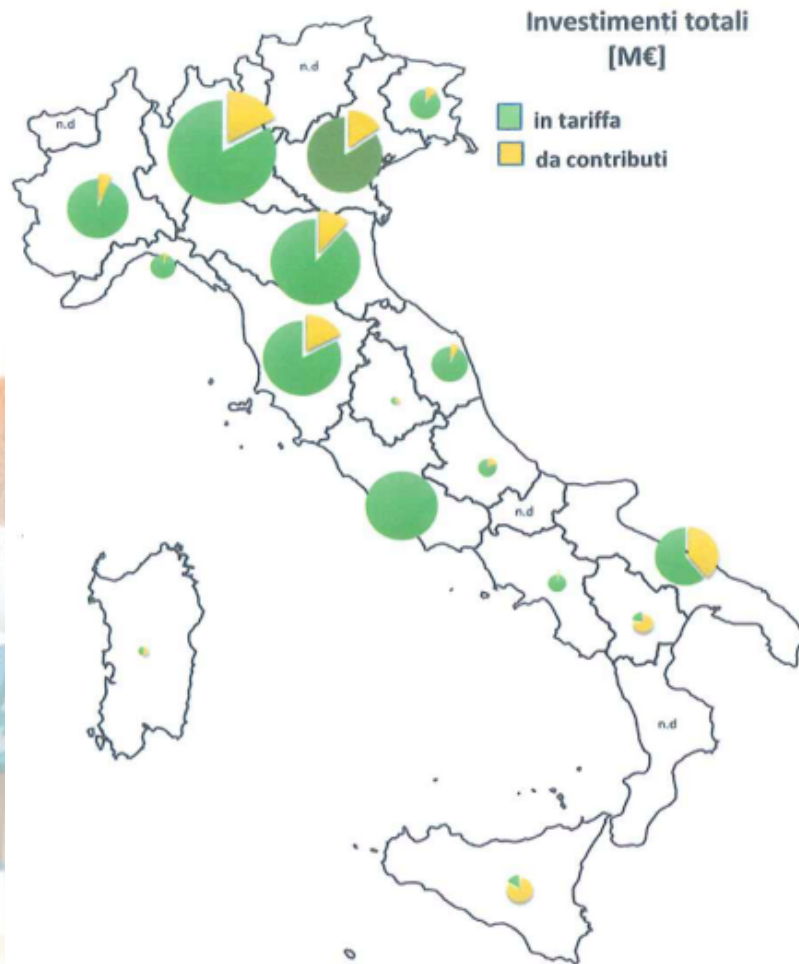 Investimenti totali
[M€]
in tariffa
da contributi
n.d
n.d
n.d
n.d